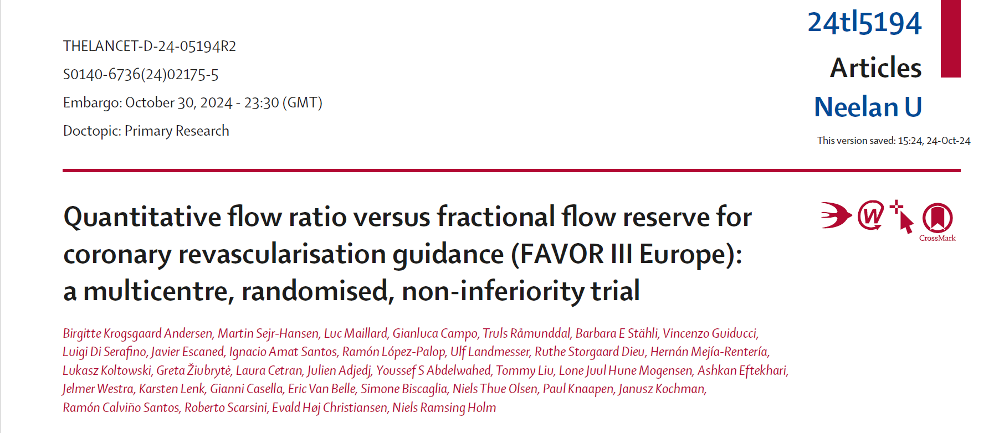 THELANCET-D-24-05194R2
S0140-6736(24)02175-5
Embargo: October 30, 2024 - 23:30 (GMT)
Doctopic: Primary Research
24tl5194
Articles
Neelan U
This version saved: 15:24, 24-Oct-24
Quantitative flow ratio versus fractional flow reserve for
coronary revascularisation guidance (FAVOR III Europe):
a multicentre, randomised, non-inferiority trial
W
CrossMark
Birgitte Krogsgaard Andersen, Martin Sejr-Hansen, Luc Maillard, Gianluca Campo, Truls Råmunddal, Barbara E Stähli, Vincenzo Guiducci,
Luigi Di Serafino, Javier Escaned, Ignacio Amat Santos, Ramón López-Palop, Ulf Landmesser, Ruthe Storgaard Dieu, Hernán Mejía-Rentería,
Lukasz Koltowski, Greta Žiubrytė, Laura Cetran, Julien Adjedj, Youssef S Abdelwahed, Tommy Liu, Lone Juul Hune Mogensen, Ashkan Eftekhari,
Jelmer Westra, Karsten Lenk, Gianni Casella, Eric Van Belle, Simone Biscaglia, Niels Thue Olsen, Paul Knaapen, Janusz Kochman,
Ramón Calviño Santos, Roberto Scarsini, Evald Høj Christiansen, Niels Ramsing Holm